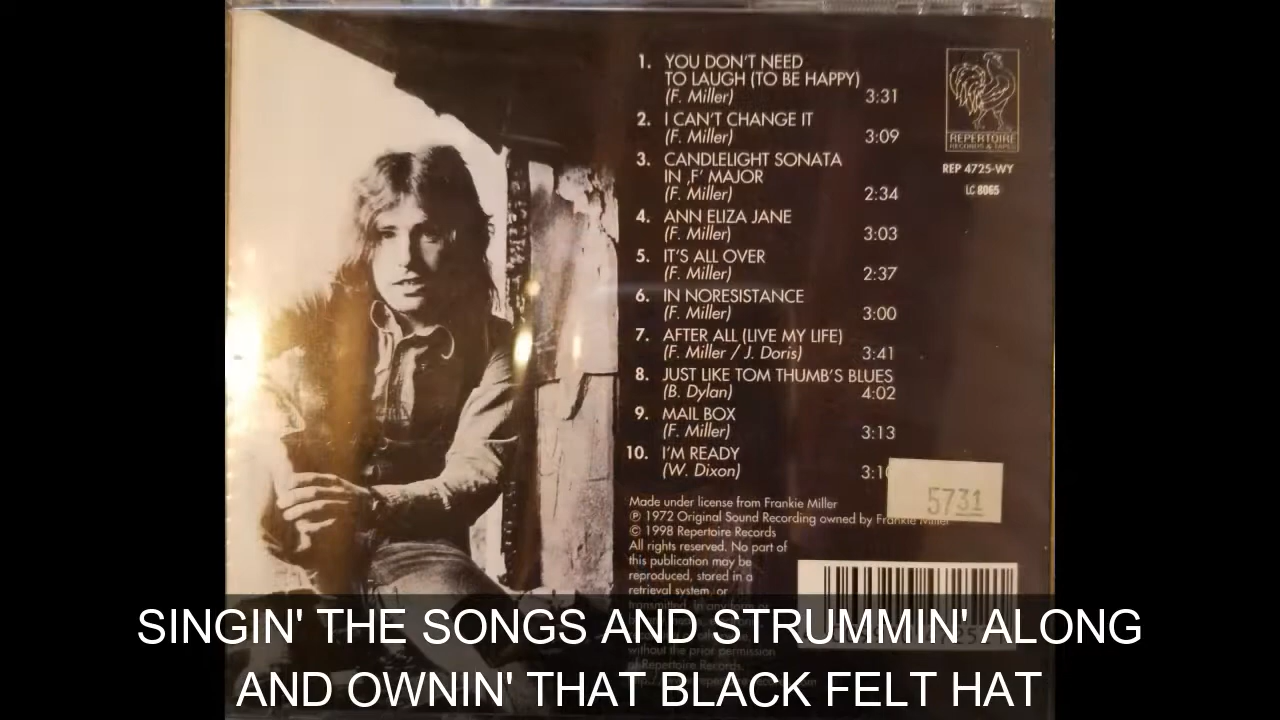 1. YOU DON'T NEED
TO LAUGH (TO BE HAPPY)
(F. Miller) 3:31
2. I CAN'T CHANGE IT
(F. Miller) 3:09
3. CANDLELIGHT SONATA
IN ‚F' MAJOR
(F. Miller) 2:34
4. ANN ELIZA JANE
(F. Miller) 3:03
5. IT'S ALL OVER
(F. Miller) 2:37
6. IN NORESISTANCE
(F. Miller) 3:00
7. AFTER ALL (LIVE MY LIFE)
(F. Miller / J. Doris) 3:41
8. JUST LIKE TOM THUMB'S BLUES
(B. Dylan) 4:02
9. MAIL BOX
(F. Miller) 3:13
10. I'M READY
(W. Dixon)
REPERTOIRE
RECORDS & TAPES
REP 4725-WY
LC 8065
5731
Made under license from Frankie Miller
℗ 1972 Original Sound Recording owned by Frankie Miller
© 1998 Repertoire Records
All rights reserved. No part of
this publication may be
reproduced, stored in a
retrieval system, or
transmitted, in any form or
without the prior permission
of Repertoire Records.
SINGIN' THE SONGS AND STRUMMIN' ALONG
AND OWNIN' THAT BLACK FELT HAT